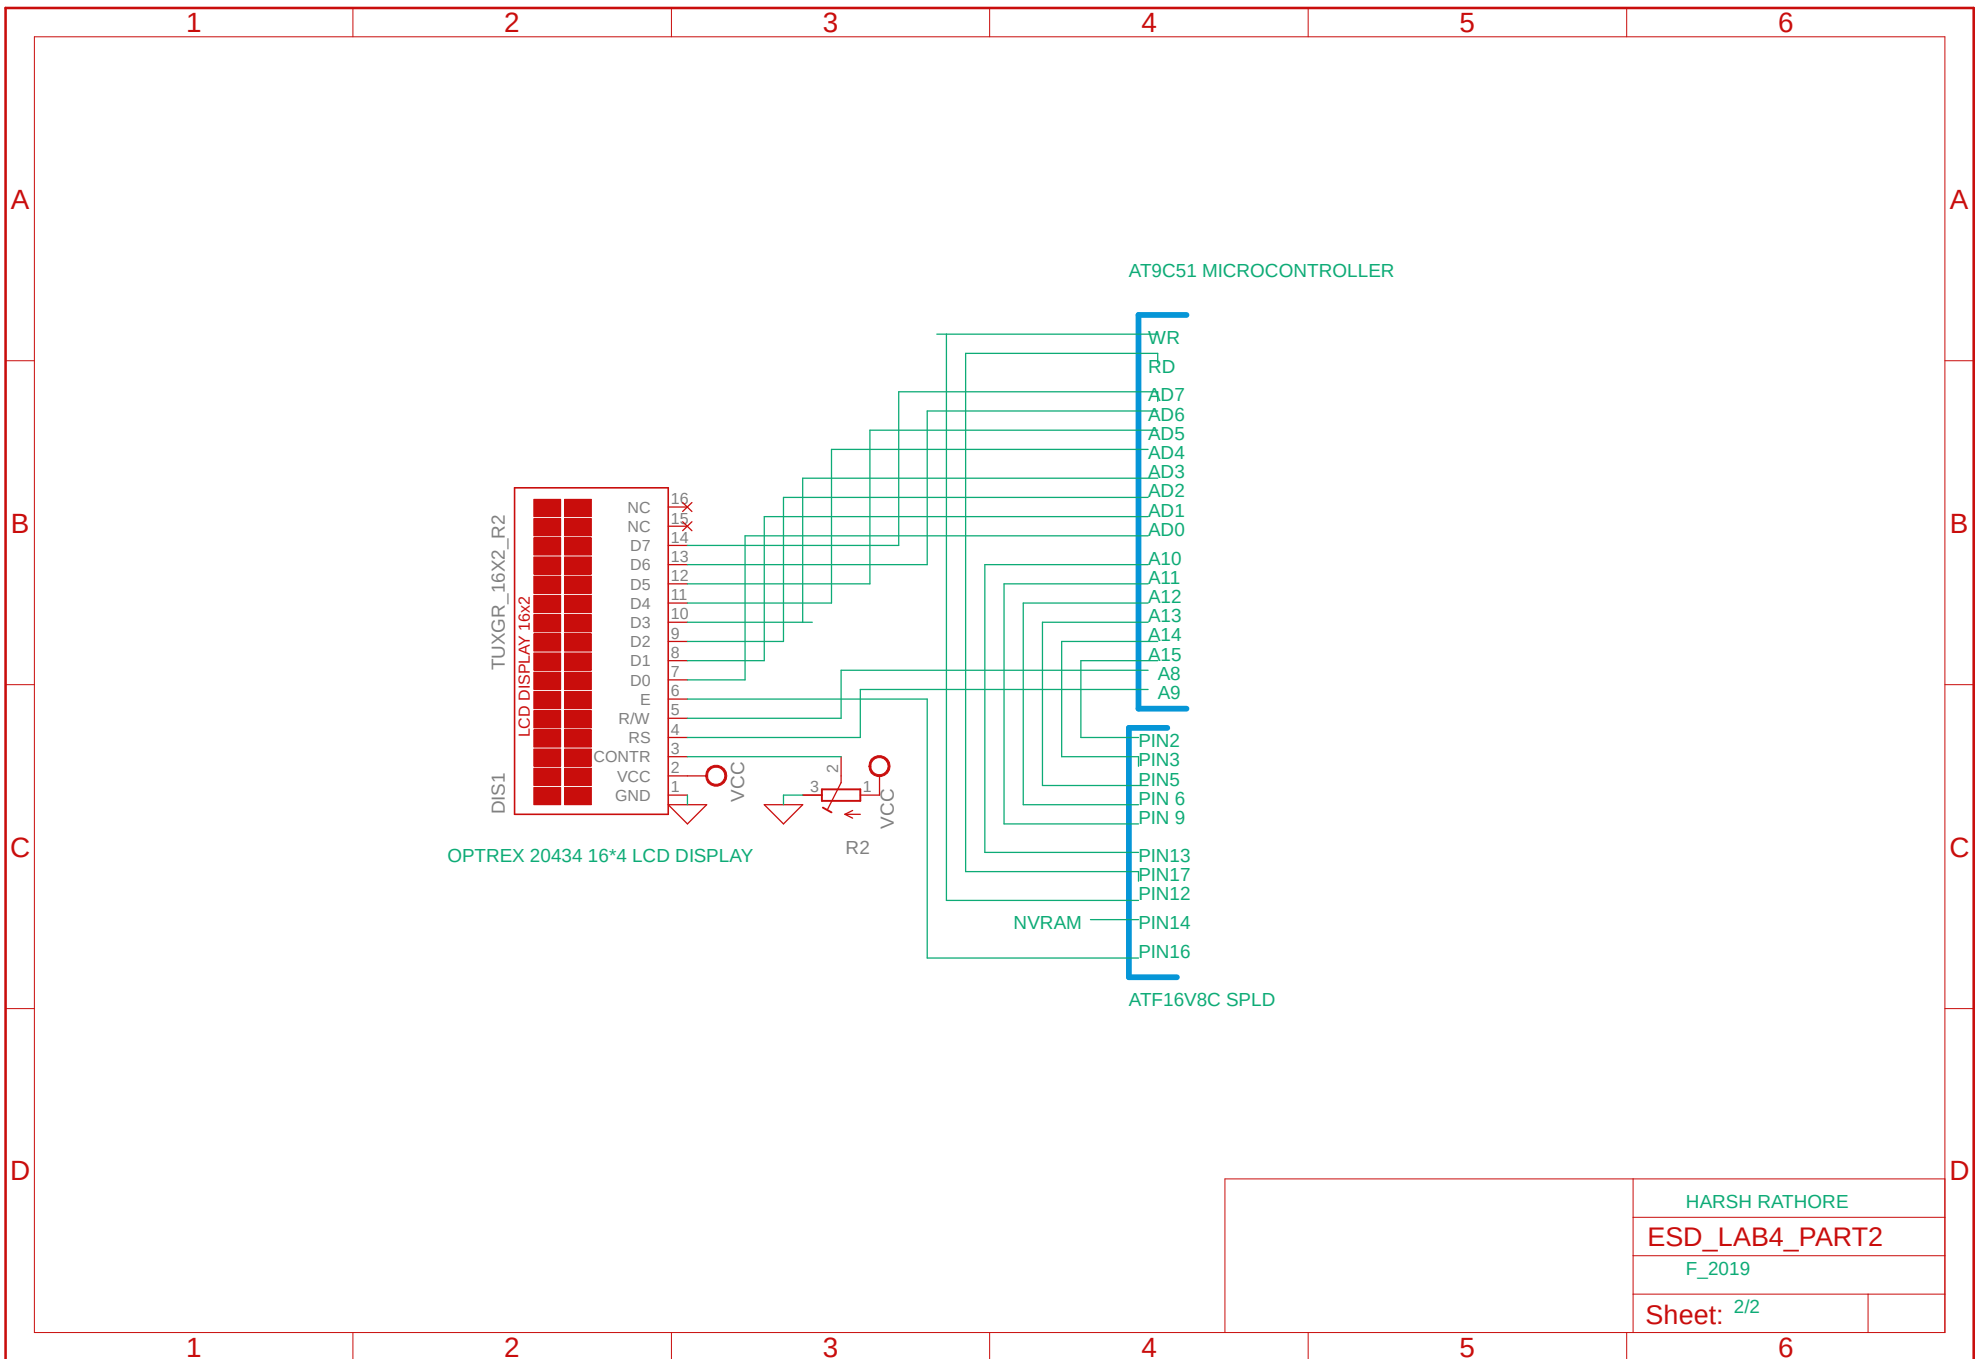 1 2 3 4 5 6
A A
AT9C51 MICROCONTROLLER
WR
RD
AD7
AD6
AD5
AD4
AD3
AD2
AD1
AD0
A10
A11
A12
A13
A14
A15
A8
A9
B B
TUXGR_16X2_R2
LCD DISPLAY 16x2
DIS1
NC 16
NC 15
D7 14
D6 13
D5 12
D4 11
D3 10
D2 9
D1 8
D0 7
E 6
R/W 5
RS 4
CONTR 3
VCC 2
GND 1
VCC
2
3 1
VCC
R2
OPTREX 20434 16*4 LCD DISPLAY
C C
PIN2
PIN3
PIN5
PIN 6
PIN 9
PIN13
PIN17
PIN12
NVRAM PIN14
PIN16
ATF16V8C SPLD
D D
HARSH RATHORE
ESD_LAB4_PART2
F_2019
Sheet: 2/2
1 2 3 4 5 6